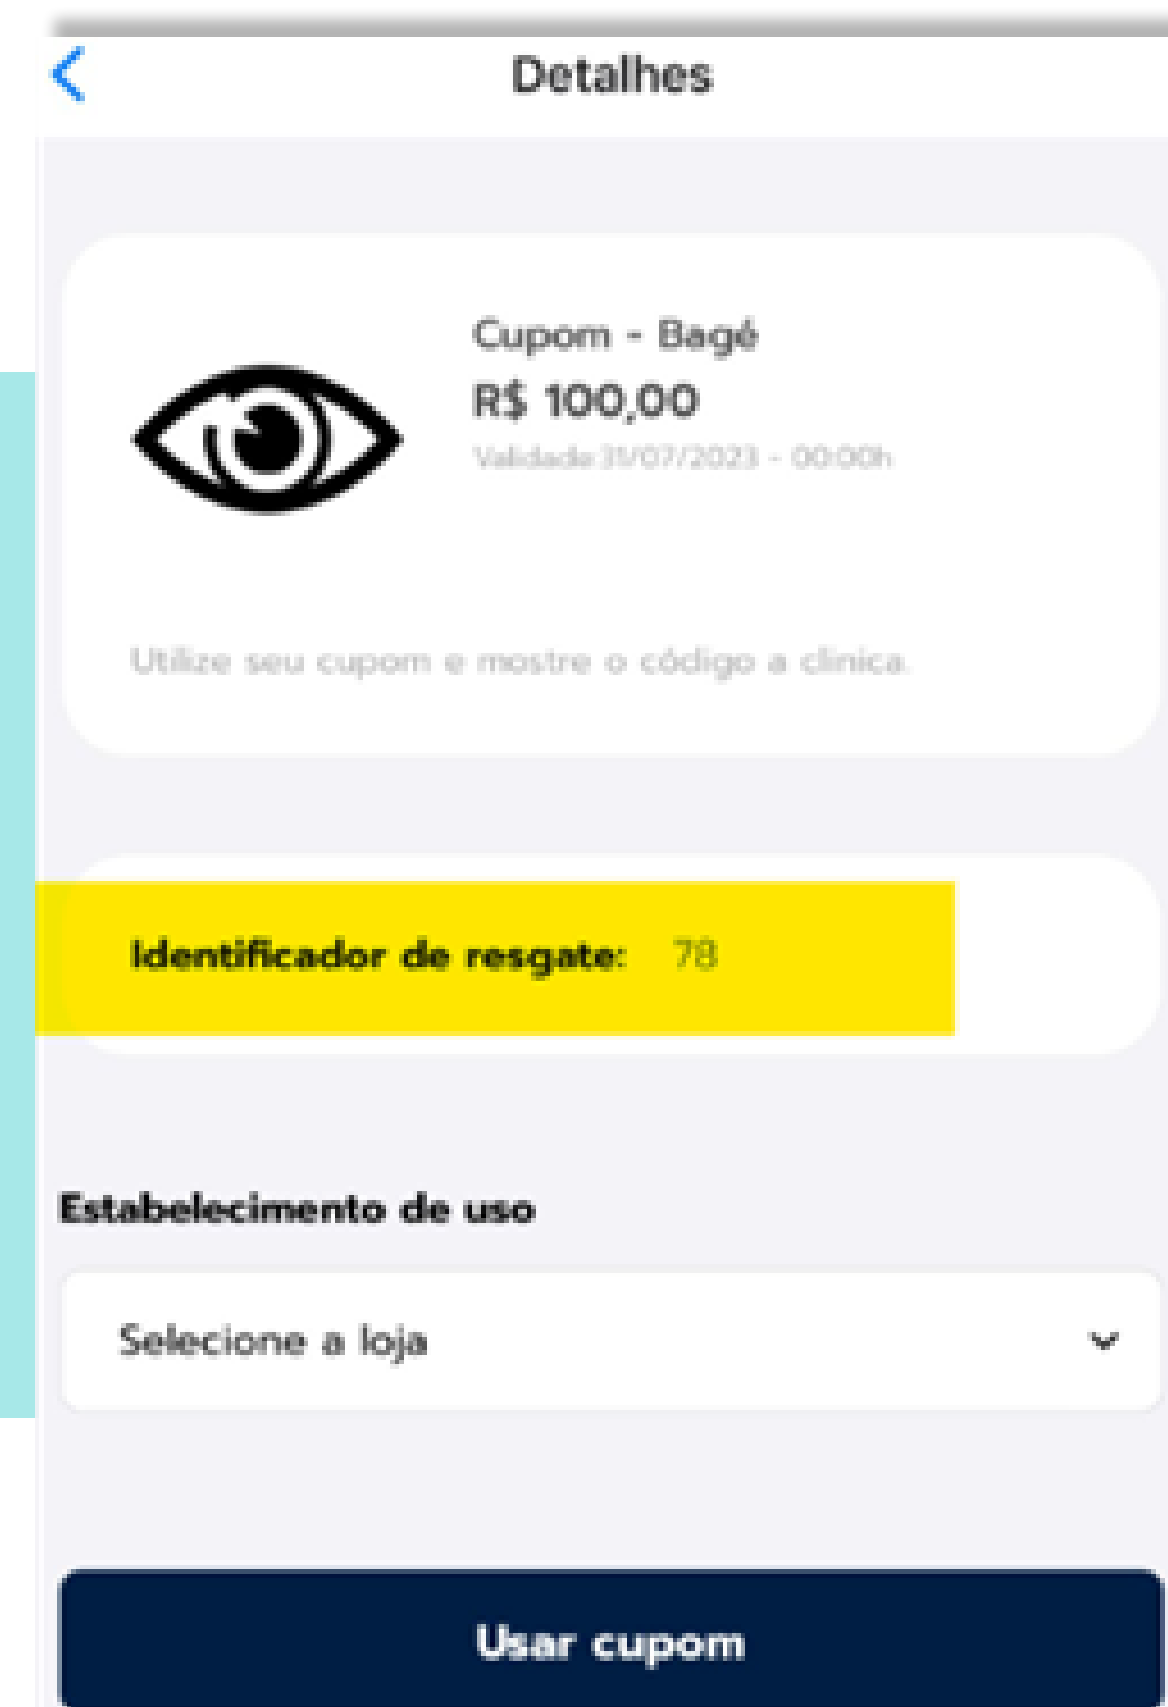 Detalhes
Cupom - Bagé
R$ 100,00
Validade:31/07/2023 - 00:00h
Utilize seu cupom e mostre o código a clinica.
Identificador de resgate: 78
Estabelecimento de uso
Selecione a loja
Usar cupom